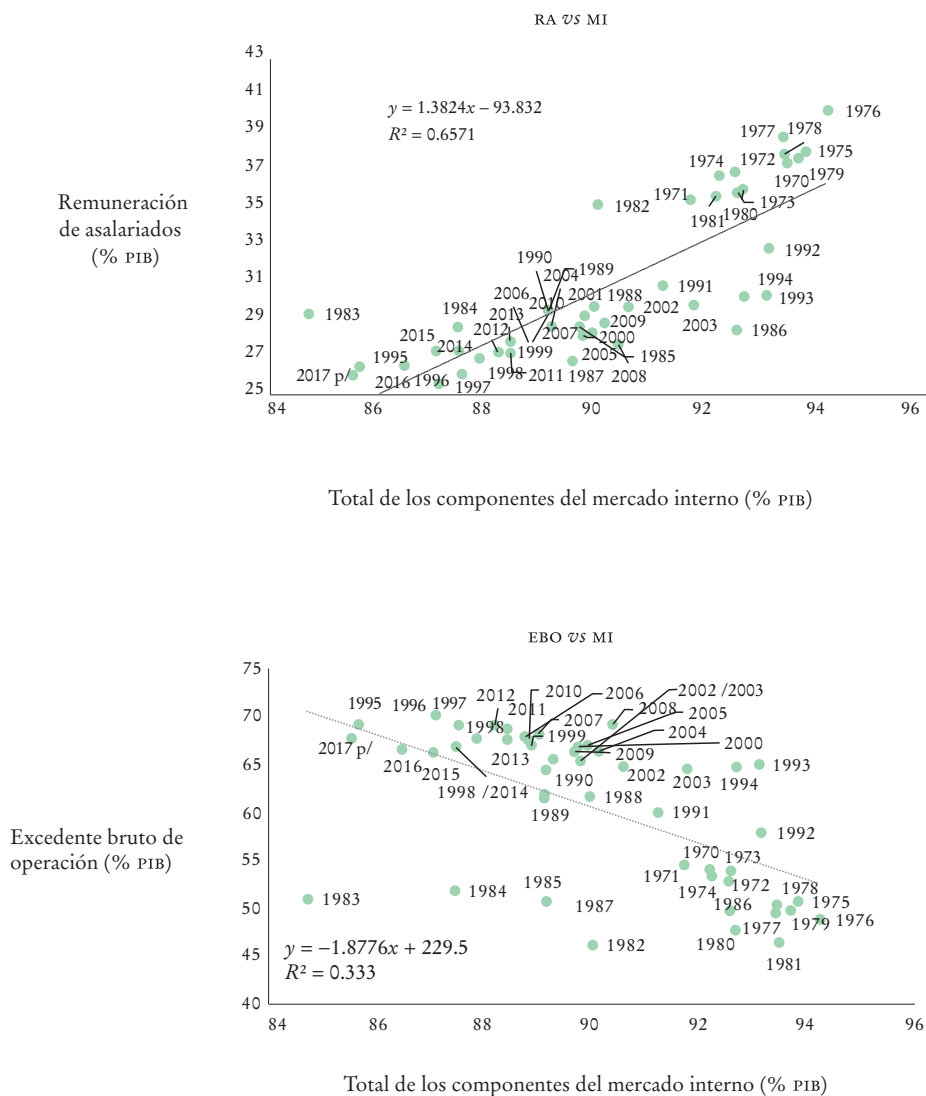 RA vs MI
43
41
39
37
35
33
31
29
27
25
y = 1.3824x – 93.832
R² = 0.6571
Remuneración
de asalariados
(% PIB)
1976
1977 1978
1974 1972 1975
1970 1979
1971 1973
1982 1981 1980
1992
1990 1989
2004
2006 1991 1994
2010 2001 1988 2002 1993
1983 1984 2013
2012 2009 2003 1986
2015 2007 2000
2014 1999 2005 1985
1995
2017 p/ 1998 2011 1987 2008
2016 1996 1997
84 86 88 90 92 94 96
Total de los componentes del mercado interno (% PIB)
EBO vs MI
75
70
65
60
55
50
45
40
Excedente bruto de
operación (% PIB)
1995 1996 1997 2012 2010 2006 2002 /2003
2011 2007 2008 2005
1998 1999 2004
2017 p/ 2013 2009 2000
2016 2015 1990 2002 2003 1994 1993
1998 /2014 1988
1989 1991
1992
1970 1973
1971 1974 1972
1983 1984 1985 1986 1978 1975
1987 1977 1979 1976
1982 1980
1981
y = –1.8776x + 229.5
R² = 0.333
84 86 88 90 92 94 96
Total de los componentes del mercado interno (% PIB)